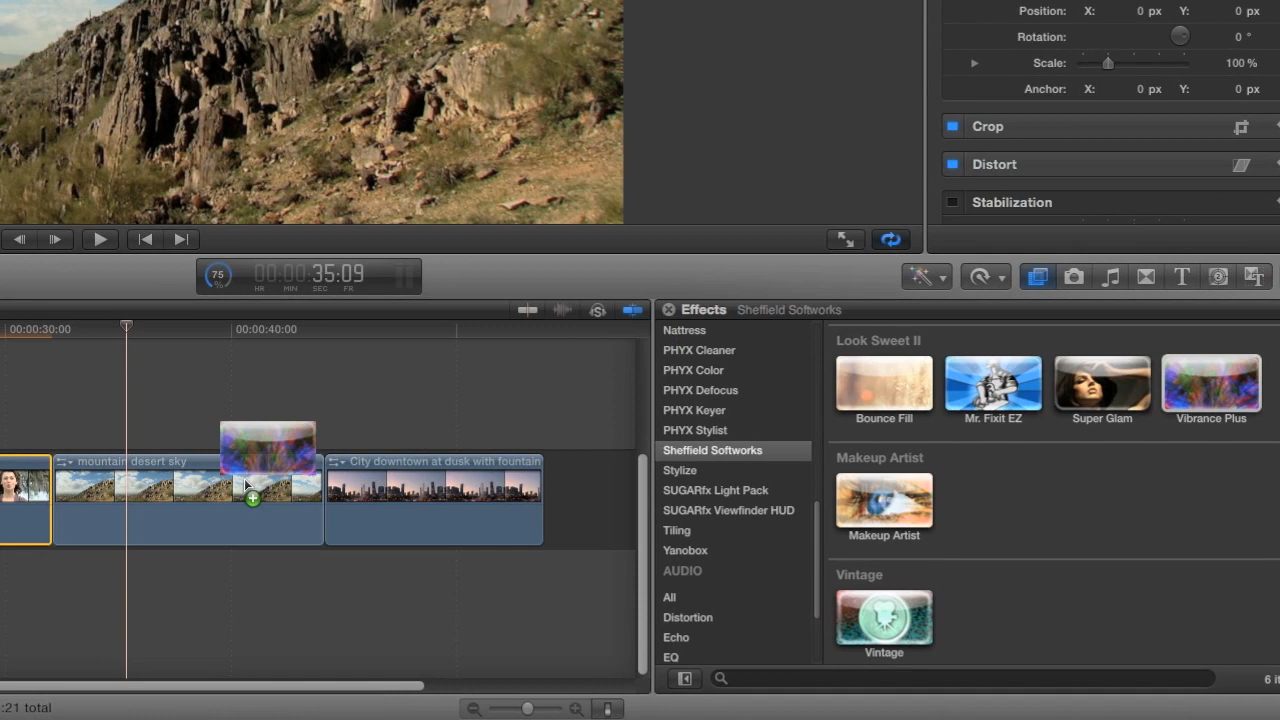 Position: X: 0 px Y: 0 px
Rotation: 0 °
Scale: 100 %
Anchor: X: 0 px Y: 0 px
Crop
Distort
Stabilization
75 %
00:00:35:09
HR MIN SEC FR
00:00:30:00
00:00:40:00
mountain desert sky
City downtown at dusk with fountain
:21 total
Effects Sheffield Softworks
Nattress
PHYX Cleaner
PHYX Color
PHYX Defocus
PHYX Keyer
PHYX Stylist
Sheffield Softworks
Stylize
SUGARfx Light Pack
SUGARfx Viewfinder HUD
Tiling
Yanobox
AUDIO
All
Distortion
Echo
EQ
Look Sweet II
Bounce Fill
Mr. Fixit EZ
Super Glam
Vibrance Plus
Makeup Artist
Makeup Artist
Vintage
Vintage
6 it